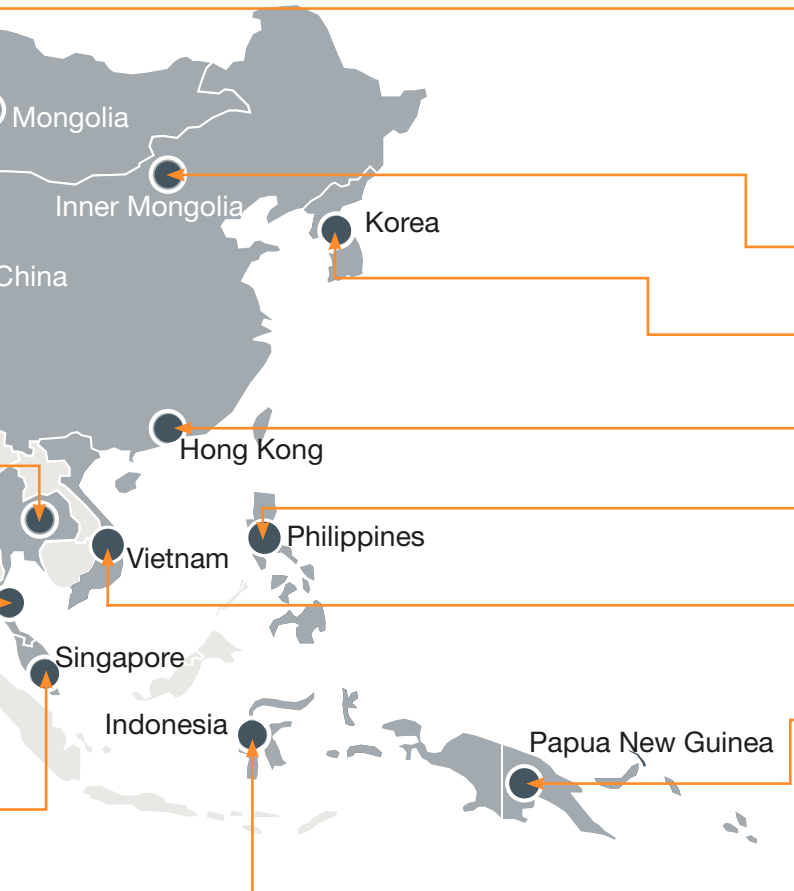 Mongolia
Inner Mongolia
Korea
China
Hong Kong
Philippines
Vietnam
Singapore
Indonesia
Papua New Guinea